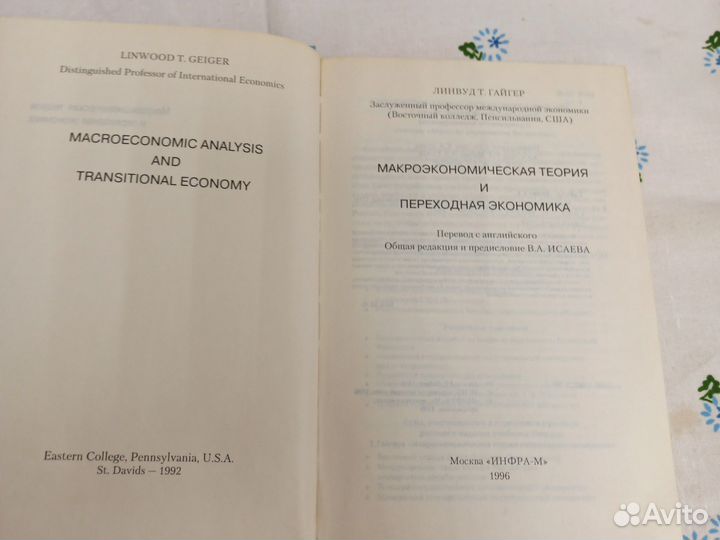 LINWOOD T. GEIGER
Distinguished Professor of International Economics
MACROECONOMIC ANALYSIS
AND
TRANSITIONAL ECONOMY
Eastern College, Pennsylvania, U.S.A.
St. Davids – 1992
ЛИНВУД Т. ГАЙГЕР
Заслуженный профессор международной экономики
(Восточный колледж, Пенсильвания, США)
МАКРОЭКОНОМИЧЕСКАЯ ТЕОРИЯ
И
ПЕРЕХОДНАЯ ЭКОНОМИКА
Перевод с английского
Общая редакция и предисловие В.А. ИСАЕВА
Москва «ИНФРА-М»
1996
Avito